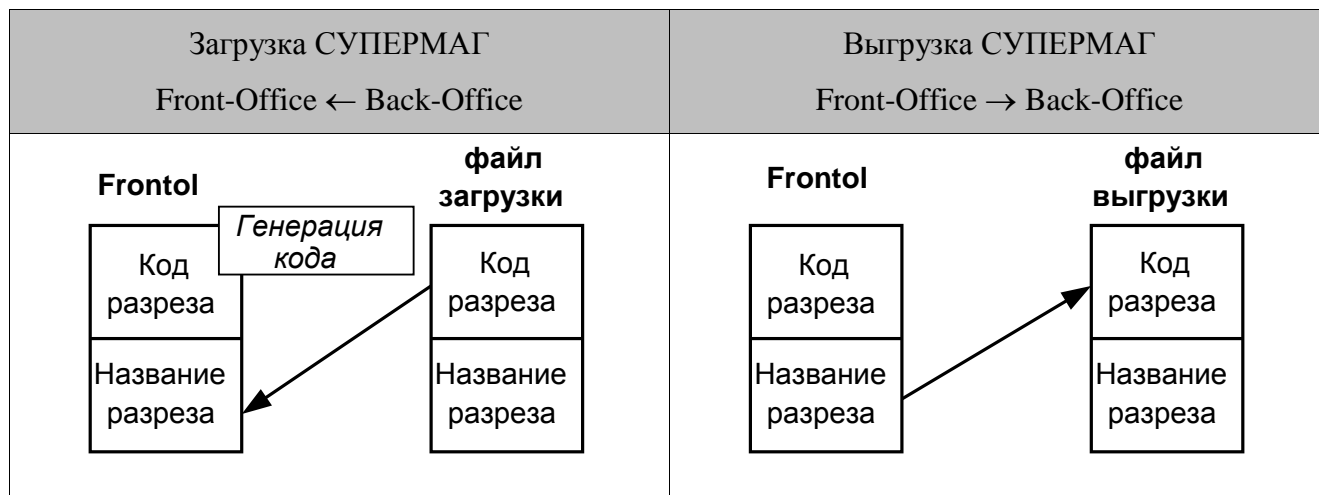 Загрузка СУПЕРМАГ
Front-Office ← Back-Office
Выгрузка СУПЕРМАГ
Front-Office → Back-Office
Frontol
файл
загрузки
Генерация
кода
Код
разреза
Код
разреза
Название
разреза
Название
разреза
Frontol
файл
выгрузки
Код
разреза
Код
разреза
Название
разреза
Название
разреза